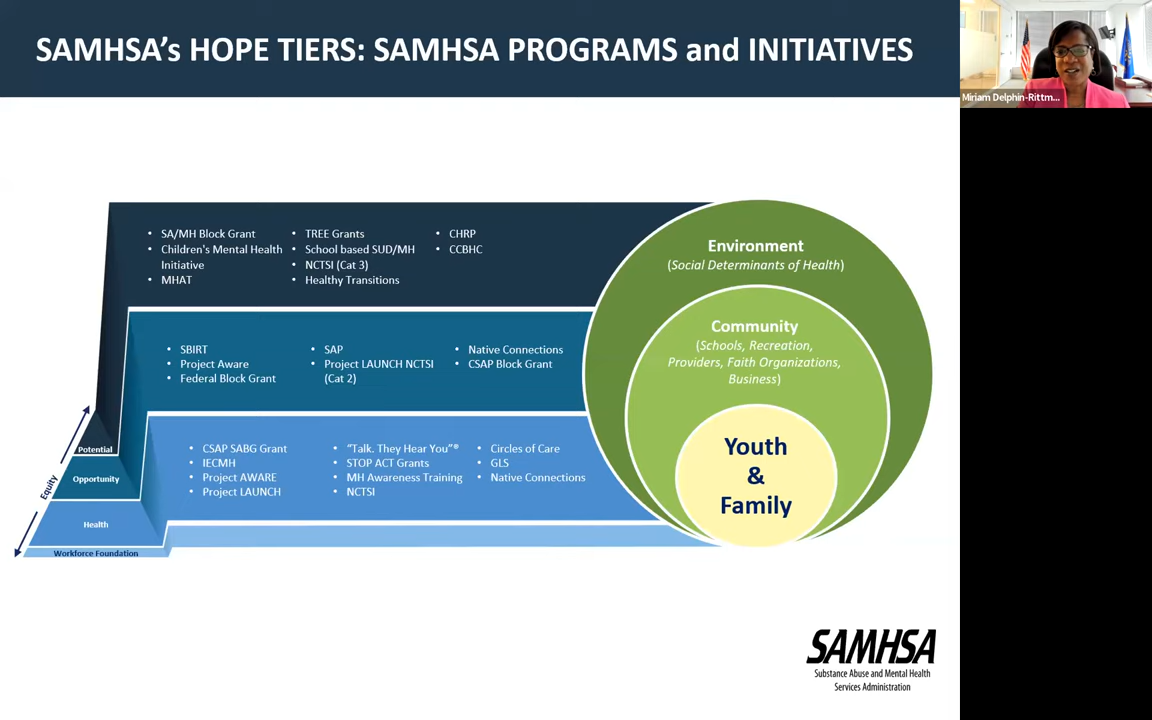 SAMHSA's HOPE TIERS: SAMHSA PROGRAMS and INITIATIVES
Miriam Delphin-Rittm...
• SA/MH Block Grant
• Children's Mental Health
Initiative
• MHAT
• TREE Grants
• School based SUD/MH
• NCTSI (Cat 3)
• Healthy Transitions
• CHRP
• CCBHC
• SBIRT
• Project Aware
• Federal Block Grant
• SAP
• Project LAUNCH NCTSI
(Cat 2)
• Native Connections
• CSAP Block Grant
• CSAP SABG Grant
• IECMH
• Project AWARE
• Project LAUNCH
• "Talk. They Hear You"®
• STOP ACT Grants
• MH Awareness Training
• NCTSI
• Circles of Care
• GLS
• Native Connections
Potential
Opportunity
Health
Workforce Foundation
Equity
Environment
(Social Determinants of Health)
Community
(Schools, Recreation,
Providers, Faith Organizations,
Business)
Youth
&
Family
SAMHSA
Substance Abuse and Mental Health
Services Administration